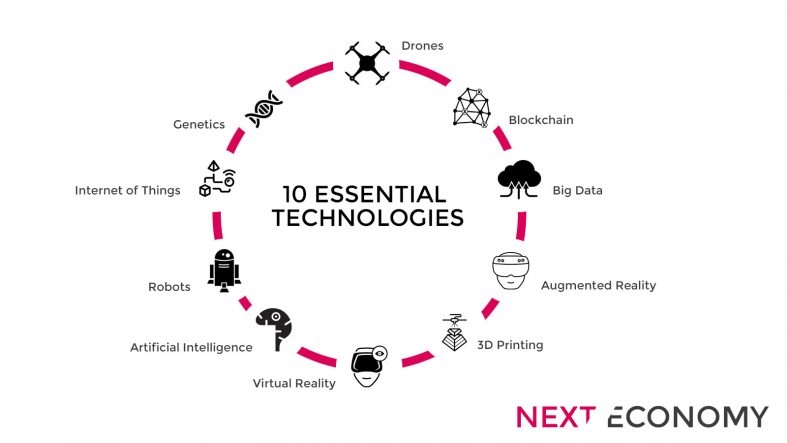 Drones
Blockchain
Genetics
Internet of Things
Big Data
10 ESSENTIAL
TECHNOLOGIES
Robots
Augmented Reality
Artificial Intelligence
3D Printing
Virtual Reality
NEXT ECONOMY